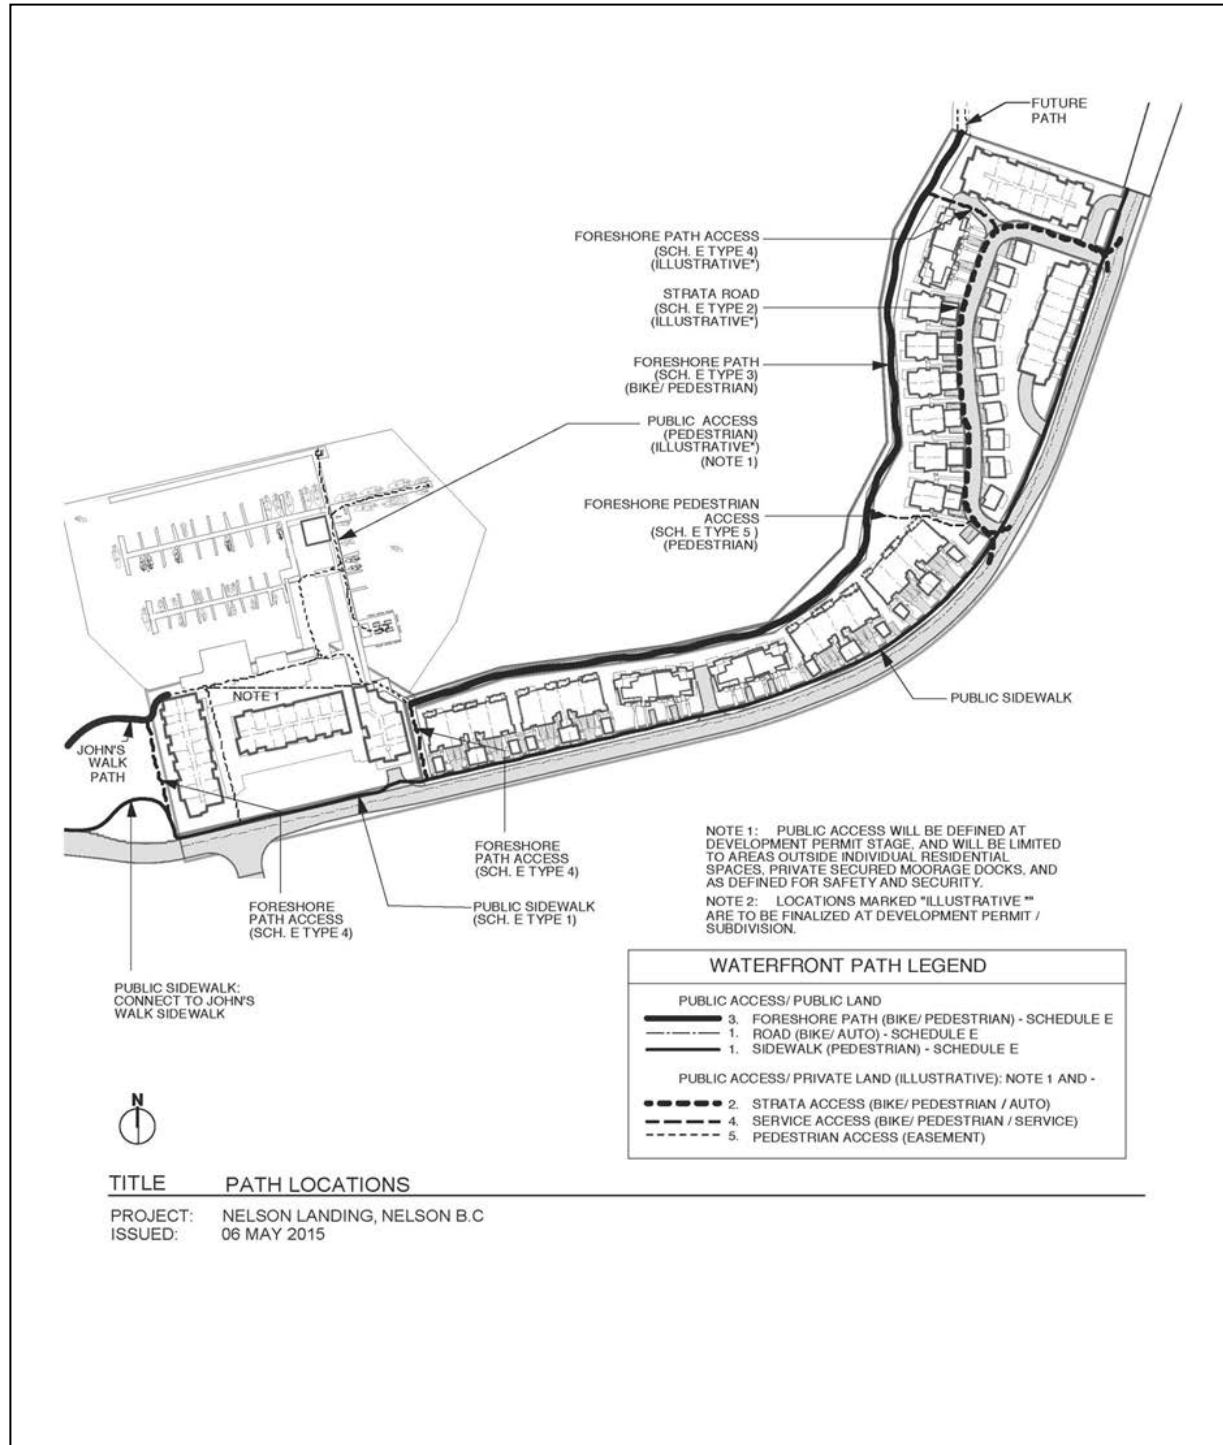 FUTURE
PATH
FORESHORE PATH ACCESS
(SCH. E TYPE 4)
(ILLUSTRATIVE")
STRATA ROAD
(SCH. E TYPE 2)
(ILLUSTRATIVE")
FORESHORE PATH
(SCH. E TYPE 3)
(BIKE/ PEDESTRIAN)
PUBLIC ACCESS
(PEDESTRIAN)
(ILLUSTRATIVE")
(NOTE 1)
FORESHORE PEDESTRIAN
ACCESS
(SCH. E TYPE 5 )
(PEDESTRIAN)
PUBLIC SIDEWALK
NOTE 1
JOHN'S
WALK
PATH
FORESHORE
PATH ACCESS
(SCH. E TYPE 4)
FORESHORE
PATH ACCESS
(SCH. E TYPE 4)
PUBLIC SIDEWALK
(SCH. E TYPE 1)
PUBLIC SIDEWALK:
CONNECT TO JOHN'S
WALK SIDEWALK
NOTE 1: PUBLIC ACCESS WILL BE DEFINED AT
DEVELOPMENT PERMIT STAGE, AND WILL BE LIMITED
TO AREAS OUTSIDE INDIVIDUAL RESIDENTIAL
SPACES, PRIVATE SECURED MOORAGE DOCKS, AND
AS DEFINED FOR SAFETY AND SECURITY.
NOTE 2: LOCATIONS MARKED "ILLUSTRATIVE ""
ARE TO BE FINALIZED AT DEVELOPMENT PERMIT /
SUBDIVISION.
WATERFRONT PATH LEGEND
PUBLIC ACCESS/ PUBLIC LAND
3. FORESHORE PATH (BIKE/ PEDESTRIAN) - SCHEDULE E
1. ROAD (BIKE/ AUTO) - SCHEDULE E
1. SIDEWALK (PEDESTRIAN) - SCHEDULE E
PUBLIC ACCESS/ PRIVATE LAND (ILLUSTRATIVE): NOTE 1 AND -
2. STRATA ACCESS (BIKE/ PEDESTRIAN / AUTO)
4. SERVICE ACCESS (BIKE/ PEDESTRIAN / SERVICE)
5. PEDESTRIAN ACCESS (EASEMENT)
N
TITLE PATH LOCATIONS
PROJECT: NELSON LANDING, NELSON B.C
ISSUED: 06 MAY 2015